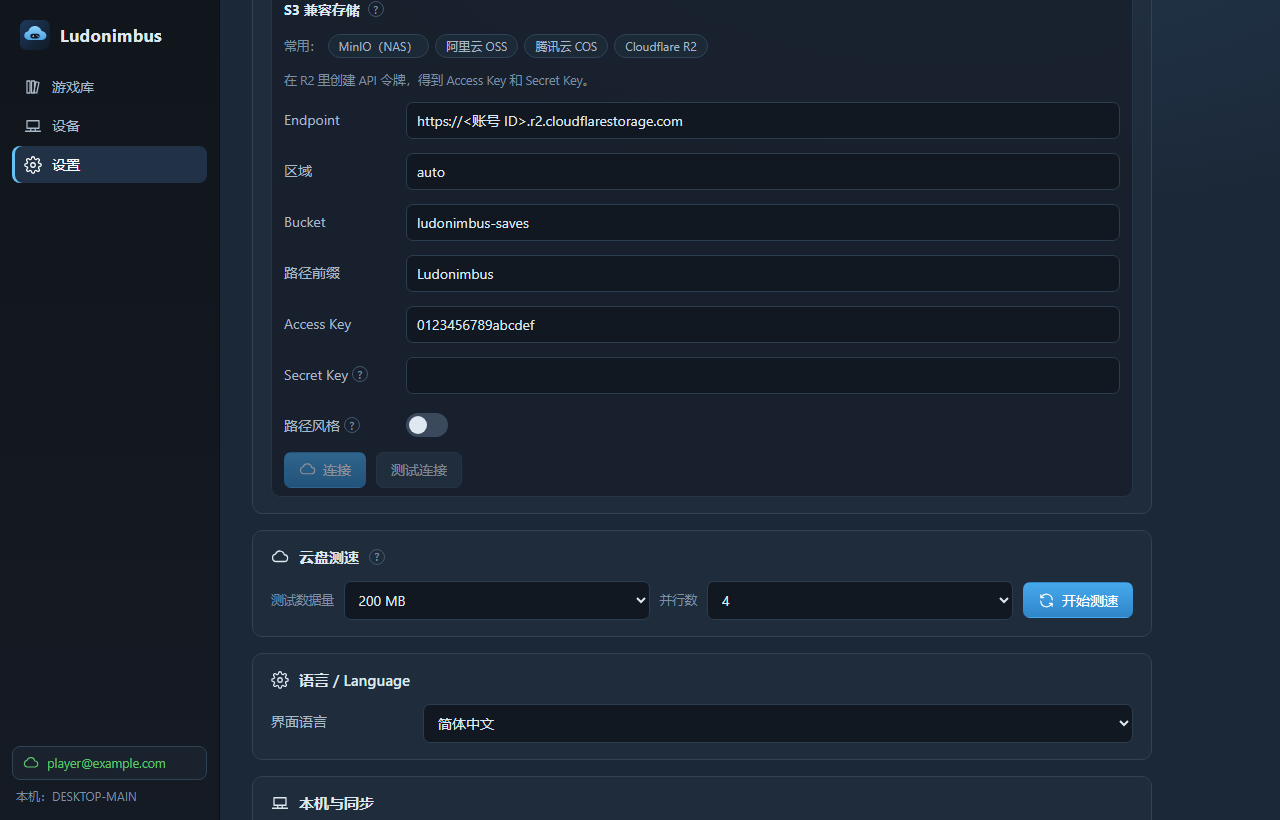 Ludonimbus
游戏库
设备
设置
player@example.com
本机：DESKTOP-MAIN
S3 兼容存储 ?
常用： MinIO（NAS） 阿里云 OSS 腾讯云 COS Cloudflare R2
在 R2 里创建 API 令牌，得到 Access Key 和 Secret Key。
Endpoint https://<账号 ID>.r2.cloudflarestorage.com
区域 auto
Bucket ludonimbus-saves
路径前缀 Ludonimbus
Access Key 0123456789abcdef
Secret Key ?
路径风格 ?
连接 测试连接
云盘测速 ?
测试数据量 200 MB 并行数 4 开始测速
语言 / Language
界面语言 简体中文
本机与同步